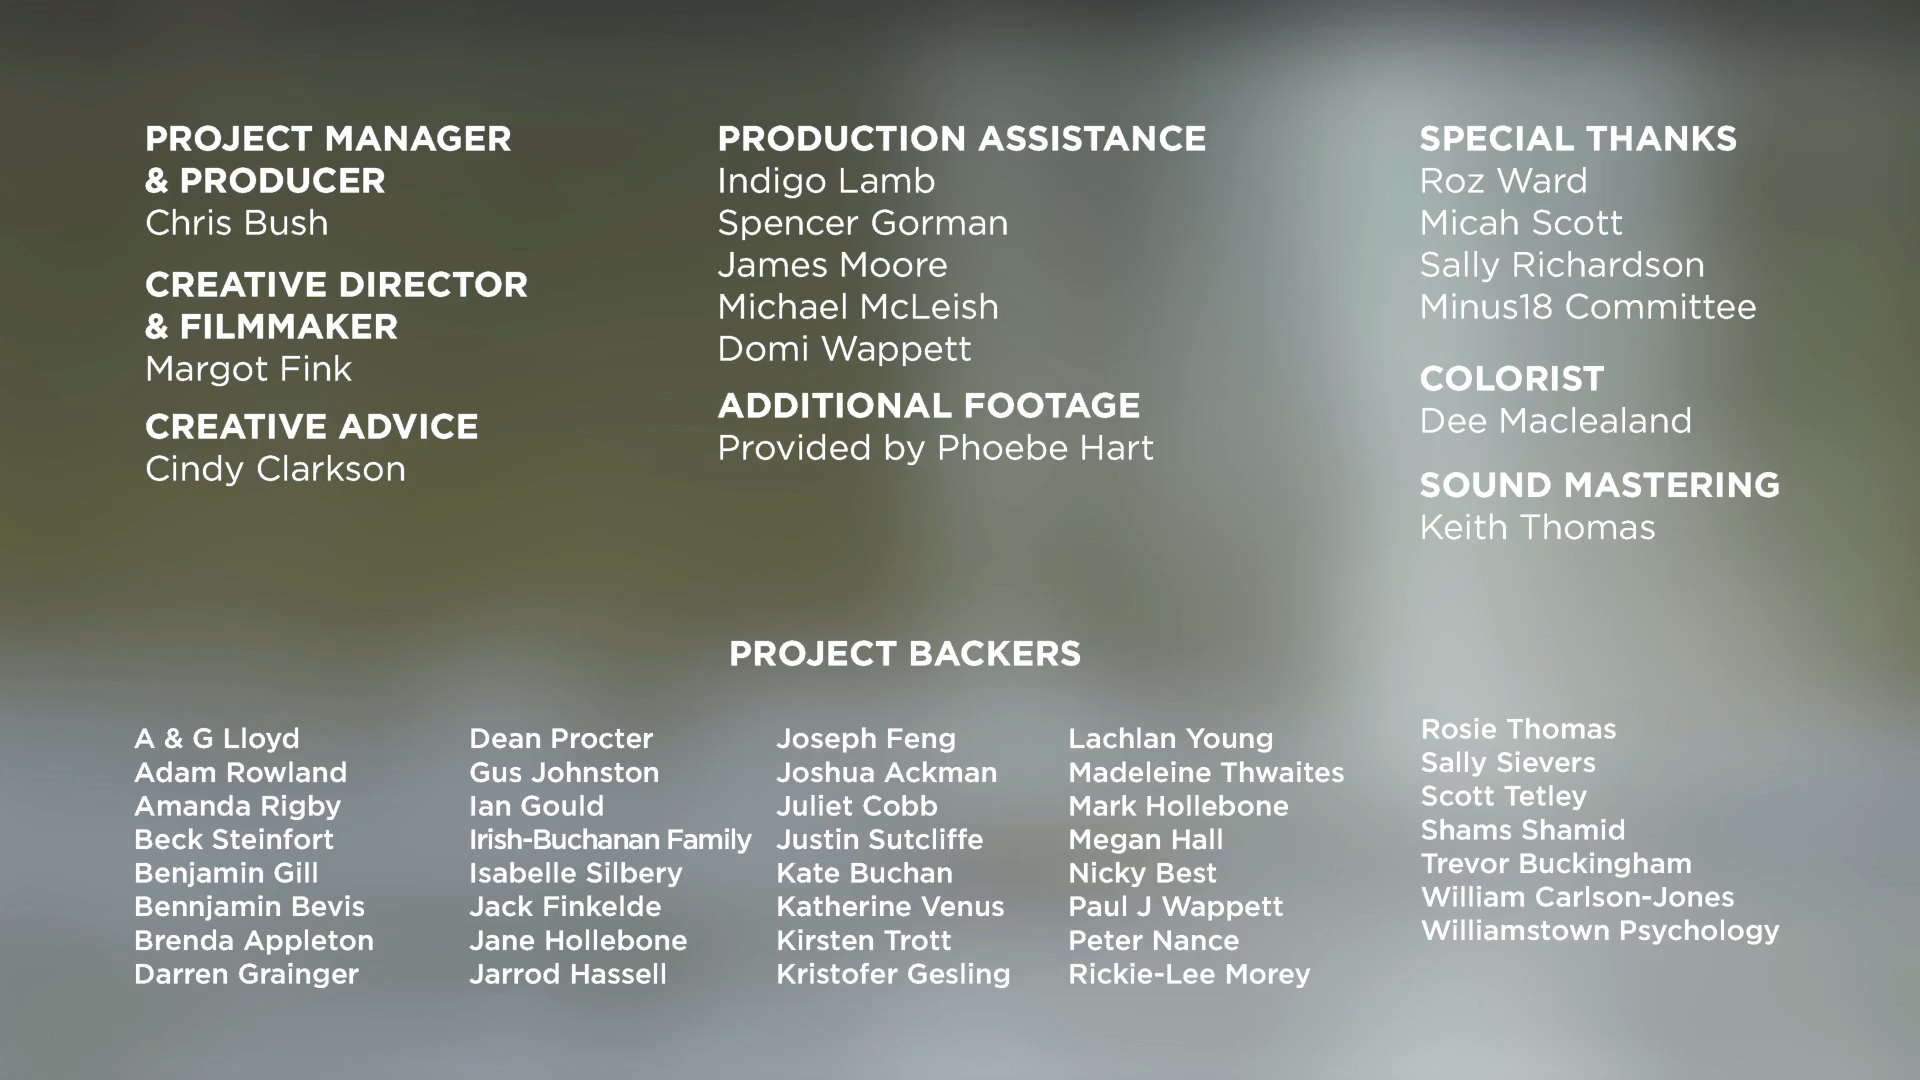 PROJECT MANAGER
& PRODUCER
Chris Bush
CREATIVE DIRECTOR
& FILMMAKER
Margot Fink
CREATIVE ADVICE
Cindy Clarkson
PRODUCTION ASSISTANCE
Indigo Lamb
Spencer Gorman
James Moore
Michael McLeish
Domi Wappett
ADDITIONAL FOOTAGE
Provided by Phoebe Hart
SPECIAL THANKS
Roz Ward
Micah Scott
Sally Richardson
Minus18 Committee
COLORIST
Dee Maclealand
SOUND MASTERING
Keith Thomas
PROJECT BACKERS
A & G Lloyd
Adam Rowland
Amanda Rigby
Beck Steinfort
Benjamin Gill
Bennjamin Bevis
Brenda Appleton
Darren Grainger
Dean Procter
Gus Johnston
Ian Gould
Irish-Buchanan Family
Isabelle Silbery
Jack Finkelde
Jane Hollebone
Jarrod Hassell
Joseph Feng
Joshua Ackman
Juliet Cobb
Justin Sutcliffe
Kate Buchan
Katherine Venus
Kirsten Trott
Kristofer Gesling
Lachlan Young
Madeleine Thwaites
Mark Hollebone
Megan Hall
Nicky Best
Paul J Wappett
Peter Nance
Rickie-Lee Morey
Rosie Thomas
Sally Sievers
Scott Tetley
Shams Shamid
Trevor Buckingham
William Carlson-Jones
Williamstown Psychology